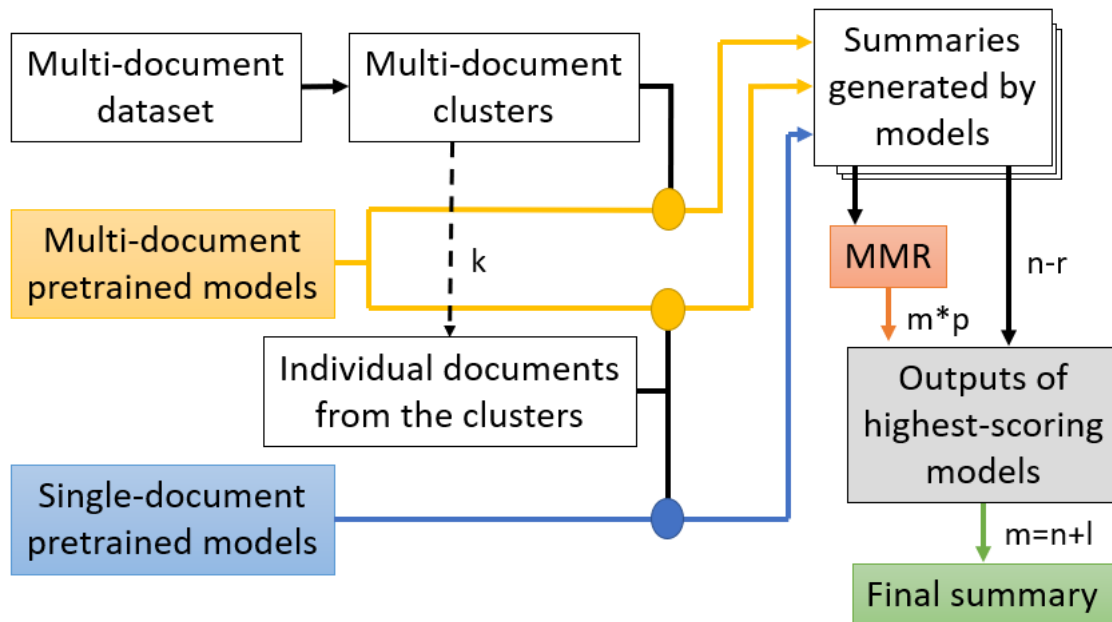 Multi-document
dataset
Multi-document
clusters
Summaries
generated by
models
Multi-document
pretrained models
k
MMR
n-r
m*p
Individual documents
from the clusters
Outputs of
highest-scoring
models
Single-document
pretrained models
m=n+l
Final summary